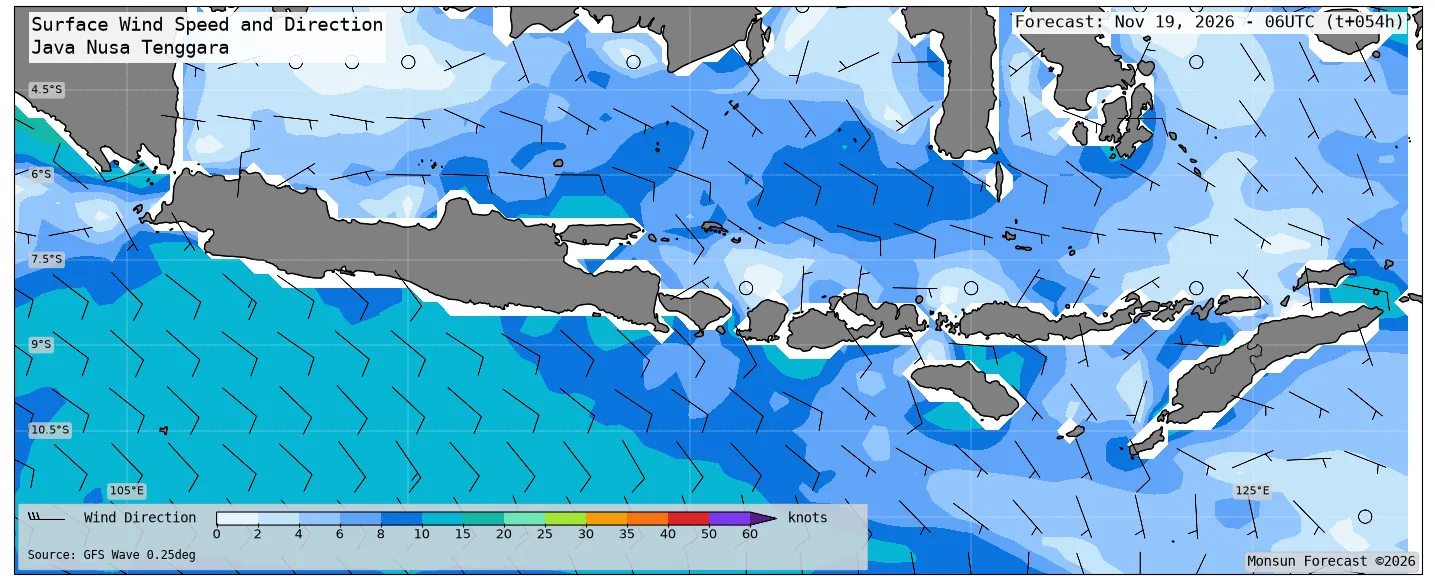 Surface Wind Speed and Direction
Java Nusa Tenggara
Forecast: Nov 19, 2026 - 06UTC (t+054h)
4.5°S
6°S
7.5°S
9°S
10.5°S
105°E
125°E
Wind Direction
0 2 4 6 8 10 15 20 25 30 35 40 50 60
knots
Source: GFS Wave 0.25deg
Monsun Forecast ©2026